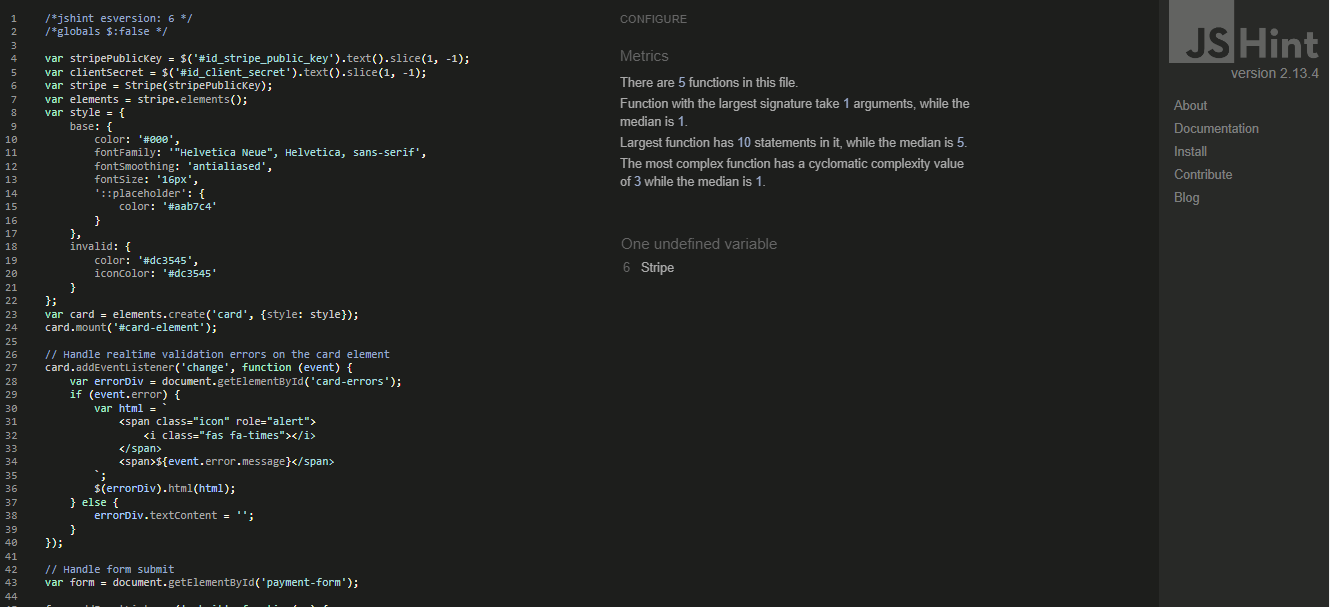 1 /*jshint esversion: 6 */
2 /*globals $:false */
3
4 var stripePublicKey = $('#id_stripe_public_key').text().slice(1, -1);
5 var clientSecret = $('#id_client_secret').text().slice(1, -1);
6 var stripe = Stripe(stripePublicKey);
7 var elements = stripe.elements();
8 var style = {
9     base: {
10         color: '#000',
11         fontFamily: '"Helvetica Neue", Helvetica, sans-serif',
12         fontSmoothing: 'antialiased',
13         fontSize: '16px',
14         '::placeholder': {
15             color: '#aab7c4'
16         }
17     },
18     invalid: {
19         color: '#dc3545',
20         iconColor: '#dc3545'
21     }
22 };
23 var card = elements.create('card', {style: style});
24 card.mount('#card-element');
25
26 // Handle realtime validation errors on the card element
27 card.addEventListener('change', function (event) {
28     var errorDiv = document.getElementById('card-errors');
29     if (event.error) {
30         var html = `
31             <span class="icon" role="alert">
32                 <i class="fas fa-times"></i>
33             </span>
34             <span>${event.error.message}</span>
35         `;
36         $(errorDiv).html(html);
37     } else {
38         errorDiv.textContent = '';
39     }
40 });
41
42 // Handle form submit
43 var form = document.getElementById('payment-form');
44
CONFIGURE
Metrics
There are 5 functions in this file.
Function with the largest signature take 1 arguments, while the
median is 1.
Largest function has 10 statements in it, while the median is 5.
The most complex function has a cyclomatic complexity value
of 3 while the median is 1.
One undefined variable
6 Stripe
JSHint
version 2.13.4
About
Documentation
Install
Contribute
Blog